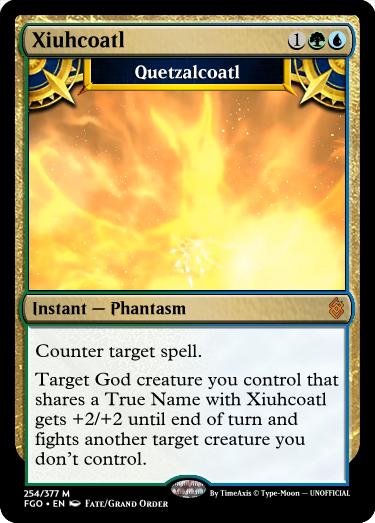 Xiuhcoatl 1
Quetzalcoatl
Instant — Phantasm
Counter target spell.
Target God creature you control that
shares a True Name with Xiuhcoatl
gets +2/+2 until end of turn and
fights another target creature you
don't control.
254/377 M
FGO • EN Fate/Grand Order
By TimeAxis © Type-Moon — UNOFFICIAL